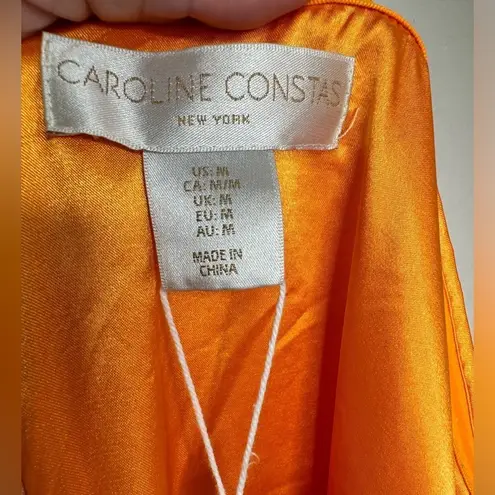 CAROLINE CONSTAS
NEW YORK
US: M
CA: M/M
UK: M
EU: M
AU: M
MADE IN
CHINA